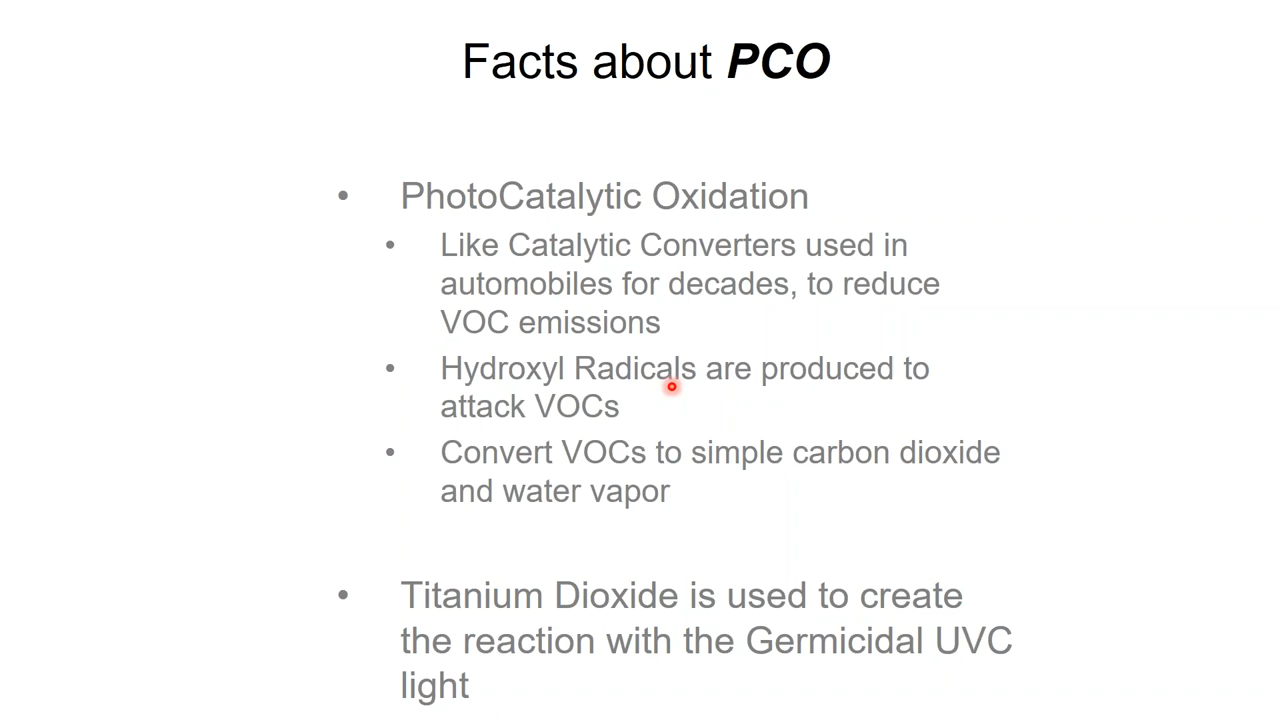 Facts about PCO
• PhotoCatalytic Oxidation
• Like Catalytic Converters used in
automobiles for decades, to reduce
VOC emissions
• Hydroxyl Radicals are produced to
attack VOCs
• Convert VOCs to simple carbon dioxide
and water vapor
• Titanium Dioxide is used to create
the reaction with the Germicidal UVC
light